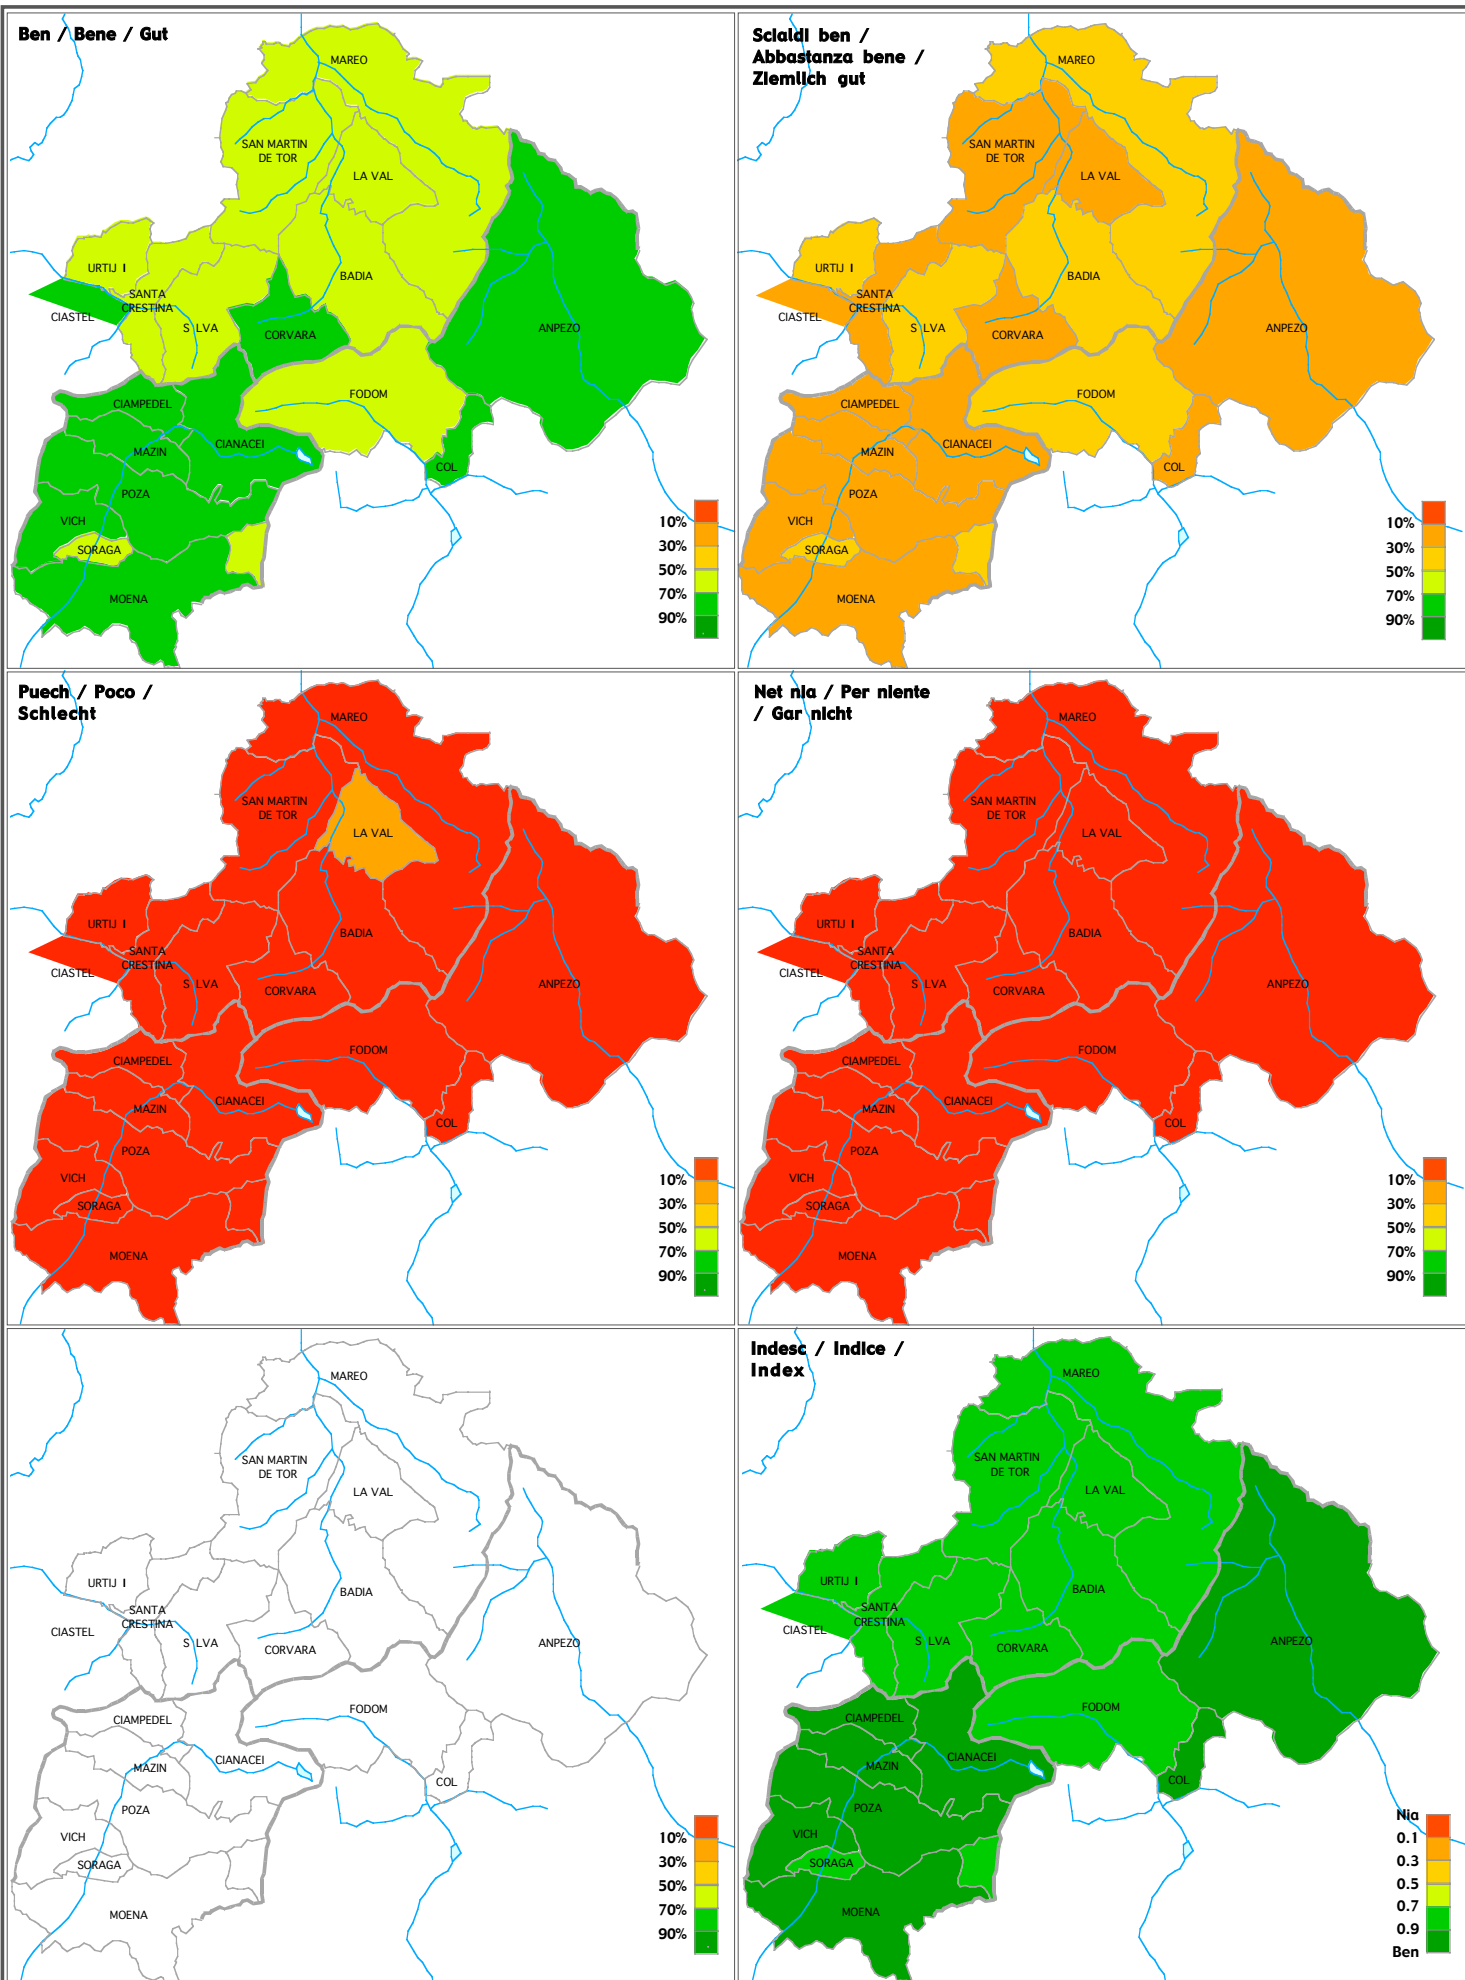 Ben / Bene / Gut
MAREO
SAN MARTIN
DE TOR
LA VAL
URTIJ I
SANTA
CRESTINA
CIASTEL
S LVA
BADIA
CORVARA
ANPEZO
FODOM
CIAMPEDEL
CIANACEI
MAZIN
COL
POZA
VICH
SORAGA
MOENA
10%
30%
50%
70%
90%
Scialdi ben /
Abbastanza bene /
Ziemlich gut
MAREO
SAN MARTIN
DE TOR
LA VAL
URTIJ I
SANTA
CRESTINA
CIASTEL
S LVA
BADIA
CORVARA
ANPEZO
FODOM
CIAMPEDEL
CIANACEI
MAZIN
COL
POZA
VICH
SORAGA
MOENA
10%
30%
50%
70%
90%
Puech / Poco /
Schlecht
MAREO
SAN MARTIN
DE TOR
LA VAL
URTIJ I
SANTA
CRESTINA
CIASTEL
S LVA
BADIA
CORVARA
ANPEZO
FODOM
CIAMPEDEL
CIANACEI
MAZIN
COL
POZA
VICH
SORAGA
MOENA
10%
30%
50%
70%
90%
Net nia / Per niente
/ Gar nicht
MAREO
SAN MARTIN
DE TOR
LA VAL
URTIJ I
SANTA
CRESTINA
CIASTEL
S LVA
BADIA
CORVARA
ANPEZO
FODOM
CIAMPEDEL
CIANACEI
MAZIN
COL
POZA
VICH
SORAGA
MOENA
10%
30%
50%
70%
90%
MAREO
SAN MARTIN
DE TOR
LA VAL
URTIJ I
SANTA
CRESTINA
CIASTEL
S LVA
BADIA
CORVARA
ANPEZO
FODOM
CIAMPEDEL
CIANACEI
MAZIN
COL
POZA
VICH
SORAGA
MOENA
10%
30%
50%
70%
90%
Indesc / Indice /
Index
MAREO
SAN MARTIN
DE TOR
LA VAL
URTIJ I
SANTA
CRESTINA
CIASTEL
S LVA
BADIA
CORVARA
ANPEZO
FODOM
CIAMPEDEL
CIANACEI
MAZIN
COL
POZA
VICH
SORAGA
MOENA
Nia
0.1
0.3
0.5
0.7
0.9
Ben